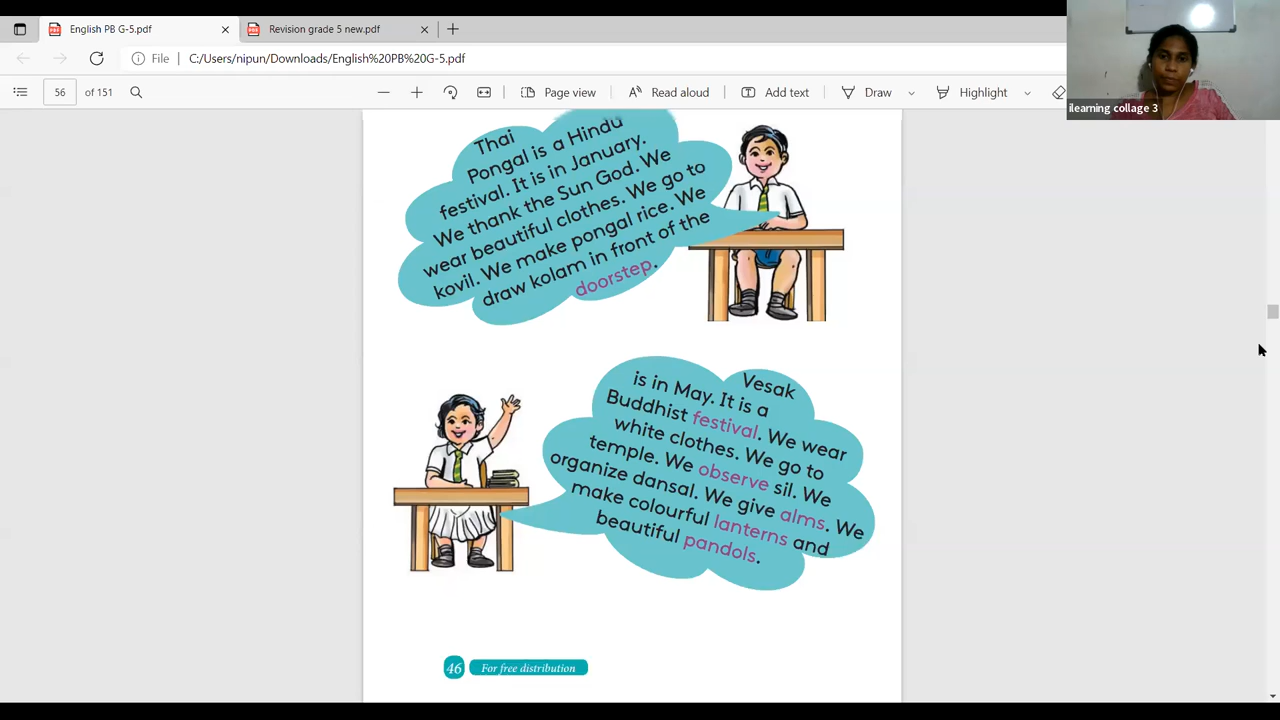 English PB G-5.pdf
Revision grade 5 new.pdf
File
C:/Users/nipun/Downloads/English%20PB%20G-5.pdf
56 of 151
Page view
Read aloud
Add text
Draw
Highlight
ilearning collage 3
Thai
Pongal is a Hindu
festival. It is in January.
We thank the Sun God. We
wear beautiful clothes. We go to
kovil. We make pongal rice. We
draw kolam in front of the
doorstep.
Vesak
is in May. It is a
Buddhist festival. We wear
white clothes. We go to
temple. We observe sil. We
organize dansal. We give alms. We
make colourful lanterns and
beautiful pandols.
46
For free distribution